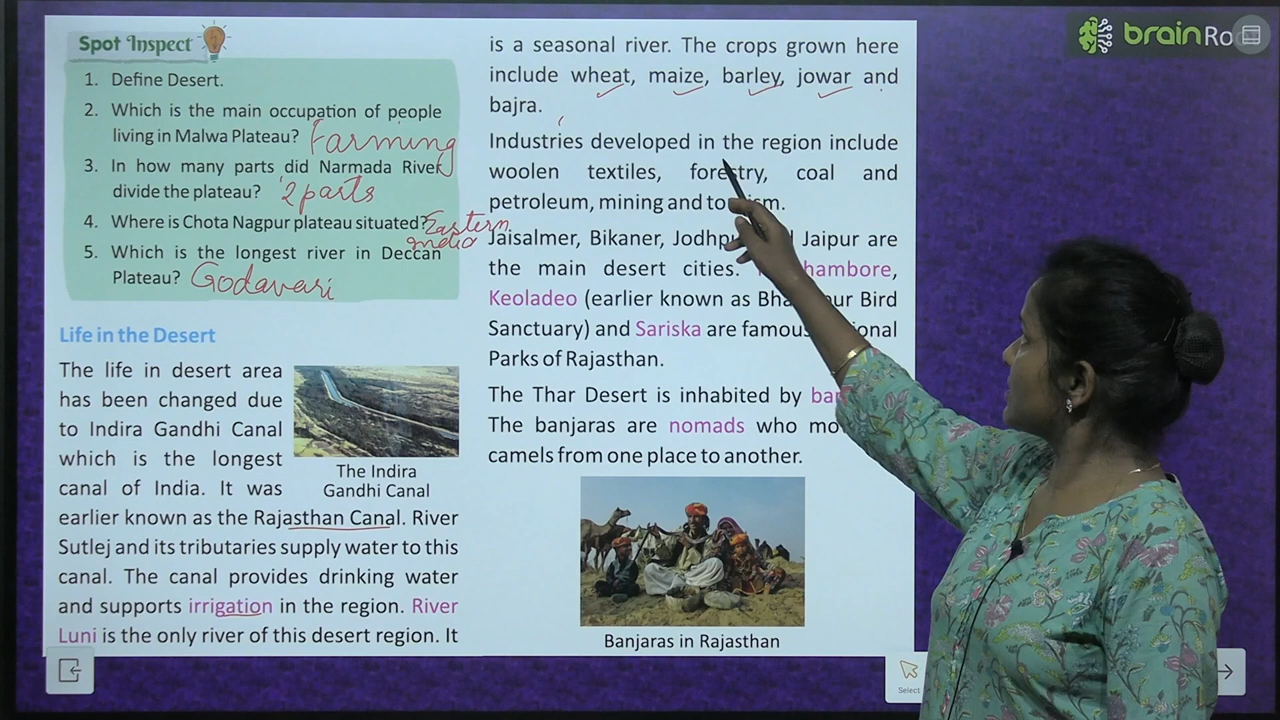 Spot Inspect
1. Define Desert.
2. Which is the main occupation of people
living in Malwa Plateau? Farming
3. In how many parts did Narmada River
divide the plateau? 2 parts
4. Where is Chota Nagpur plateau situated? Eastern
India
5. Which is the longest river in Deccan
Plateau? Godavari
Life in the Desert
The life in desert area
has been changed due
to Indira Gandhi Canal
which is the longest
canal of India. It was
The Indira
Gandhi Canal
earlier known as the Rajasthan Canal. River
Sutlej and its tributaries supply water to this
canal. The canal provides drinking water
and supports irrigation in the region. River
Luni is the only river of this desert region. It
is a seasonal river. The crops grown here
include wheat, maize, barley, jowar and
bajra.
Industries developed in the region include
woolen textiles, forestry, coal and
petroleum, mining and
Jaisalmer, Bikaner, Jaipur are
the main desert cities.
Keoladeo (earlier known as Bird
Sanctuary) and Sariska are famous
Parks of Rajasthan.
The Thar Desert is inhabited by
The banjaras are nomads who
camels from one place to another.
Banjaras in Rajasthan
brain
Select